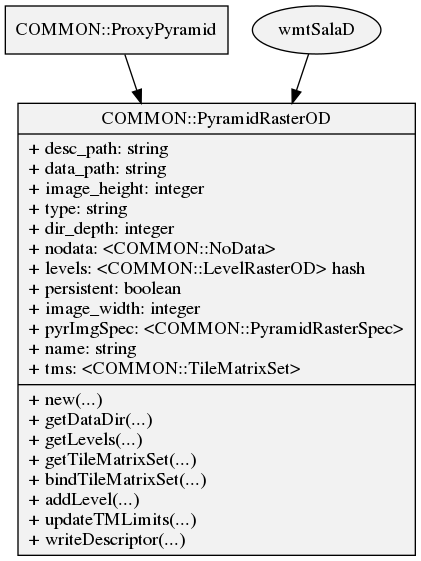 COMMON::ProxyPyramid
wmtSalaD
COMMON::PyramidRasterOD
+ desc_path: string
+ data_path: string
+ image_height: integer
+ type: string
+ dir_depth: integer
+ nodata: <COMMON::NoData>
+ levels: <COMMON::LevelRasterOD> hash
+ persistent: boolean
+ image_width: integer
+ pyrImgSpec: <COMMON::PyramidRasterSpec>
+ name: string
+ tms: <COMMON::TileMatrixSet>
+ new(...)
+ getDataDir(...)
+ getLevels(...)
+ getTileMatrixSet(...)
+ bindTileMatrixSet(...)
+ addLevel(...)
+ updateTMLimits(...)
+ writeDescriptor(...)